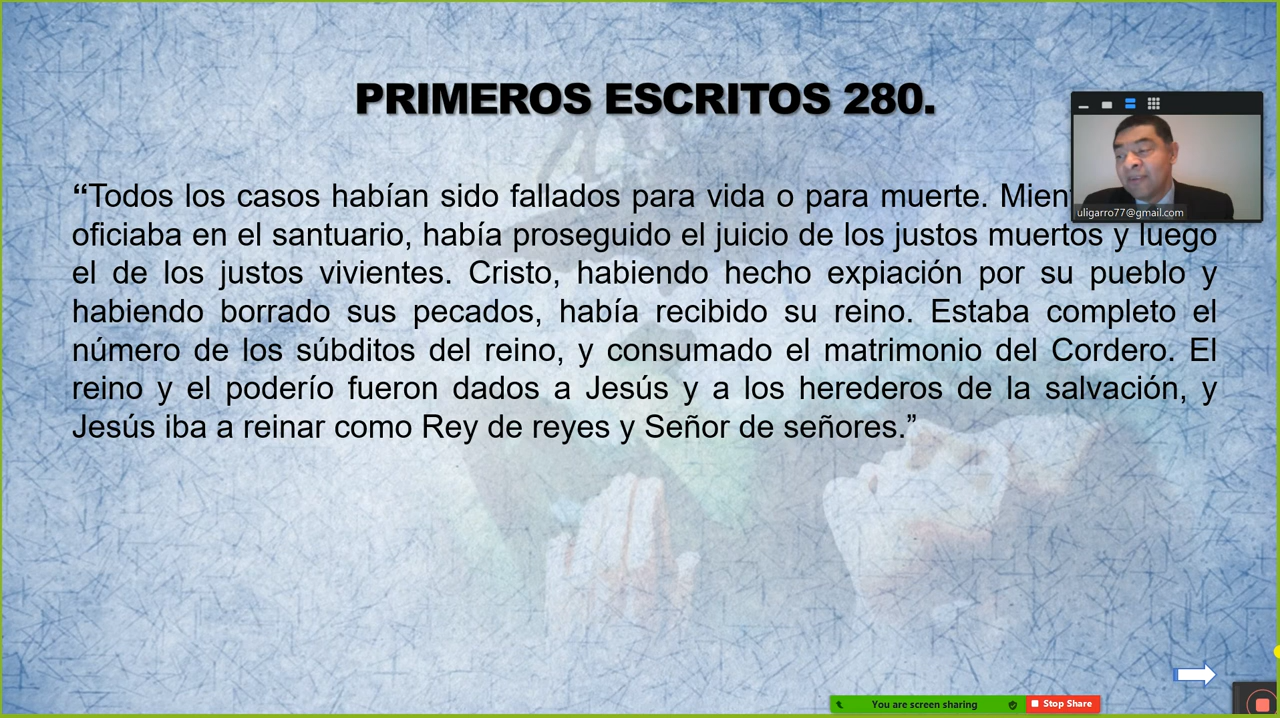 PRIMEROS ESCRITOS 280.
“Todos los casos habían sido fallados para vida o para muerte.
oficiaba en el santuario, había proseguido el juicio de los justos muertos y luego
el de los justos vivientes. Cristo, habiendo hecho expiación por su pueblo y
habiendo borrado sus pecados, había recibido su reino. Estaba completo el
número de los súbditos del reino, y consumado el matrimonio del Cordero. El
reino y el poderío fueron dados a Jesús y a los herederos de la salvación, y
Jesús iba a reinar como Rey de reyes y Señor de señores.”
uligarro77@gmail.com
You are screen sharing
Stop Share